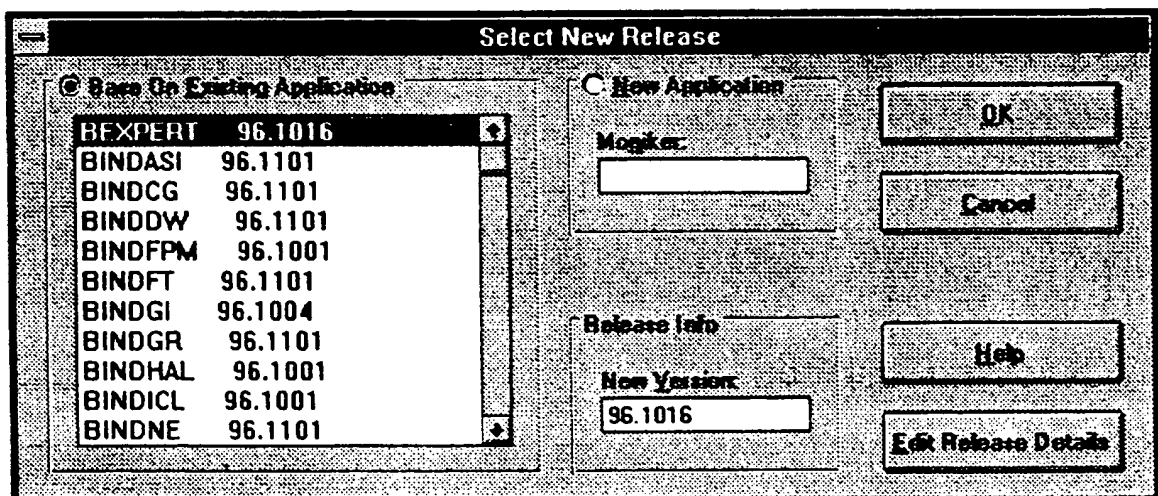 Select New Release
Base On Existing Application
BFXPERT 96.1016
BINDASI 96.1101
BINDCG 96.1101
BINDDW 96.1101
BINDFPM 96.1001
BINDFT 96.1101
BINDGI 96.1004
BINDGR 96.1101
BINDHAL 96.1001
BINDICL 96.1001
BINDNE 96.1101
New Application
Moniker:
Release Info
New Version:
96.1016
OK
Cancel
Help
Edit Release Details